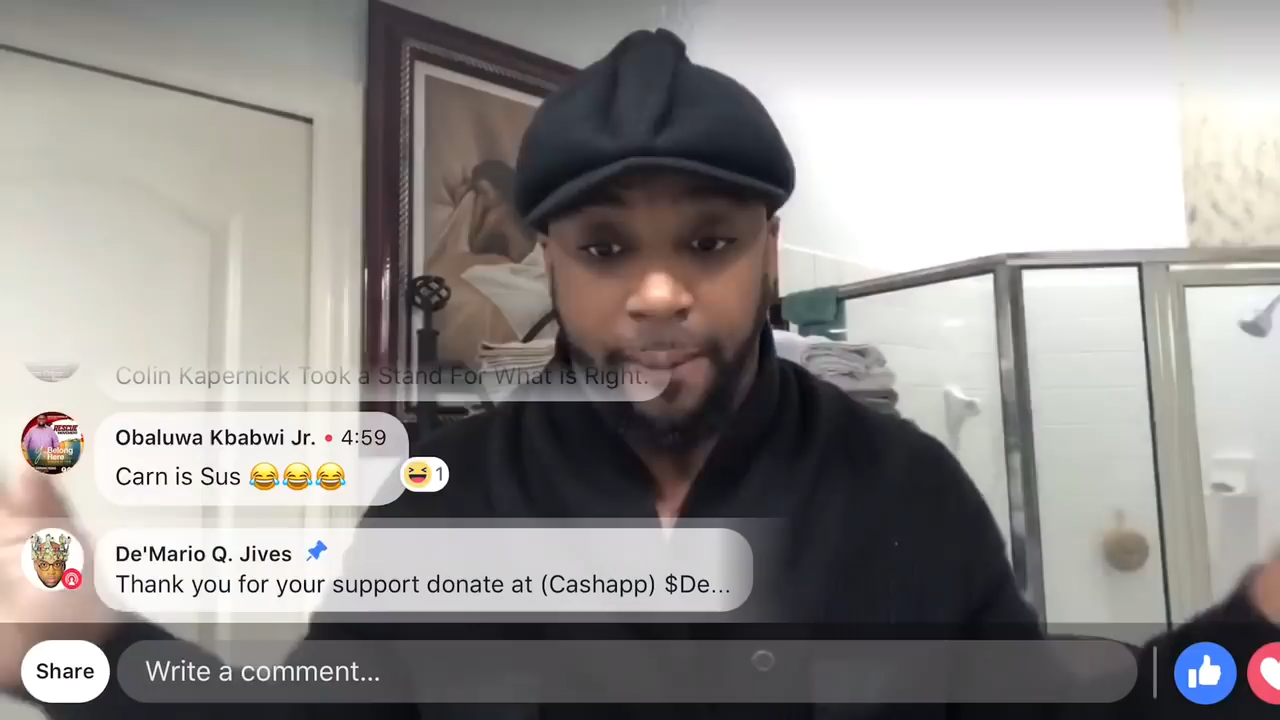 Colin Kapernick Took a Stand For What is Right.
Obaluwa Kbabwi Jr. • 4:59
Carn is Sus 😂😂😂
1
De'Mario Q. Jives
Thank you for your support donate at (Cashapp) $De...
Share
Write a comment...